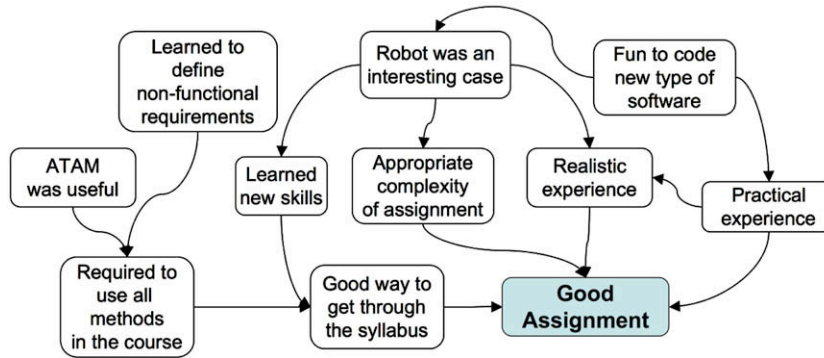 Learned to
define
non-functional
requirements
Robot was an
interesting case
Fun to code
new type of
software
ATAM
was useful
Learned
new skills
Appropriate
complexity
of assignment
Realistic
experience
Practical
experience
Required to
use all
methods
in the course
Good way to
get through
the syllabus
Good
Assignment